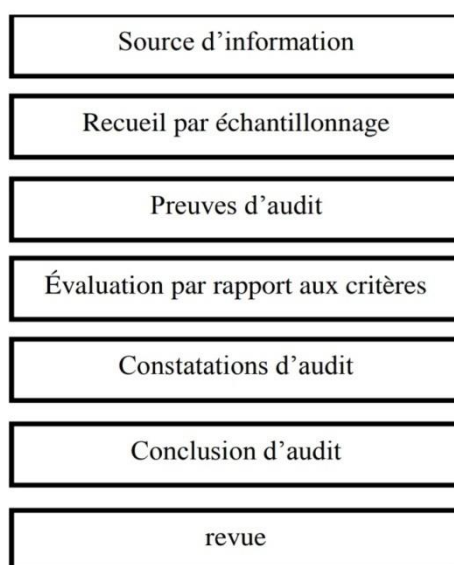 Source d’information
Recueil par échantillonnage
Preuves d’audit
Évaluation par rapport aux critères
Constatations d’audit
Conclusion d’audit
revue